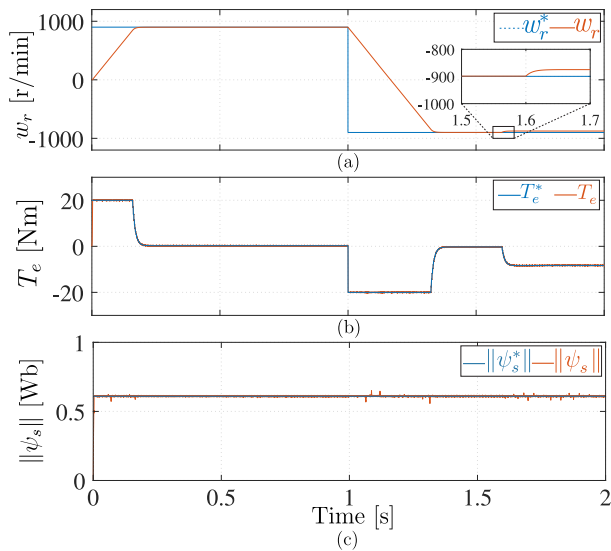 1000
0
-1000
w_r [r/min]
w_r^* w_r
-800
-900
-1000
1.5 1.6 1.7
(a)
20
0
-20
T_e [Nm]
T_e^* T_e
(b)
1
0.5
0
||ψ_s|| [Wb]
||ψ_s^*|| ||ψ_s||
0 0.5 1 1.5 2
Time [s]
(c)